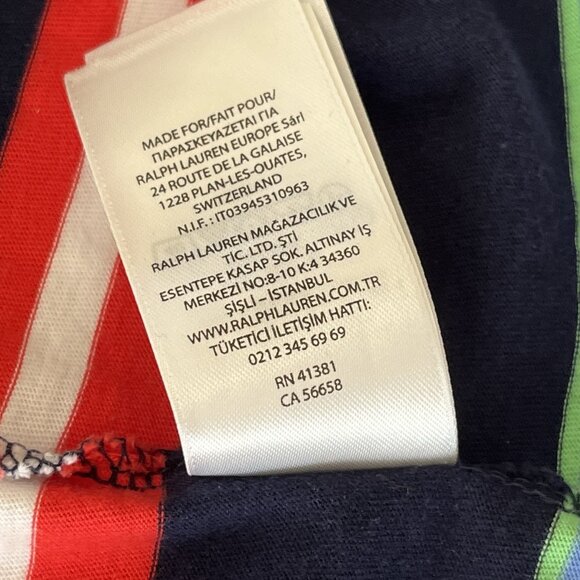 MADE FOR/FAIT POUR/
ΠΑΡΑΣΚΕΥΑΖΕΤΑΙ ΓΙΑ
RALPH LAUREN EUROPE Sàrl
24 ROUTE DE LA GALAISE
1228 PLAN-LES-OUATES,
SWITZERLAND
N.I.F. : IT03945310963
RALPH LAUREN MAĞAZACILIK VE
TIC. LTD. ŞTİ
ESENTEPE KASAP SOK. ALTINAY İŞ
MERKEZİ NO:8-10 K:4 34360
ŞİŞLİ – İSTANBUL
WWW.RALPHLAUREN.COM.TR
TÜKETİCİ İLETİŞİM HATTI:
0212 345 69 69
RN 41381
CA 56658